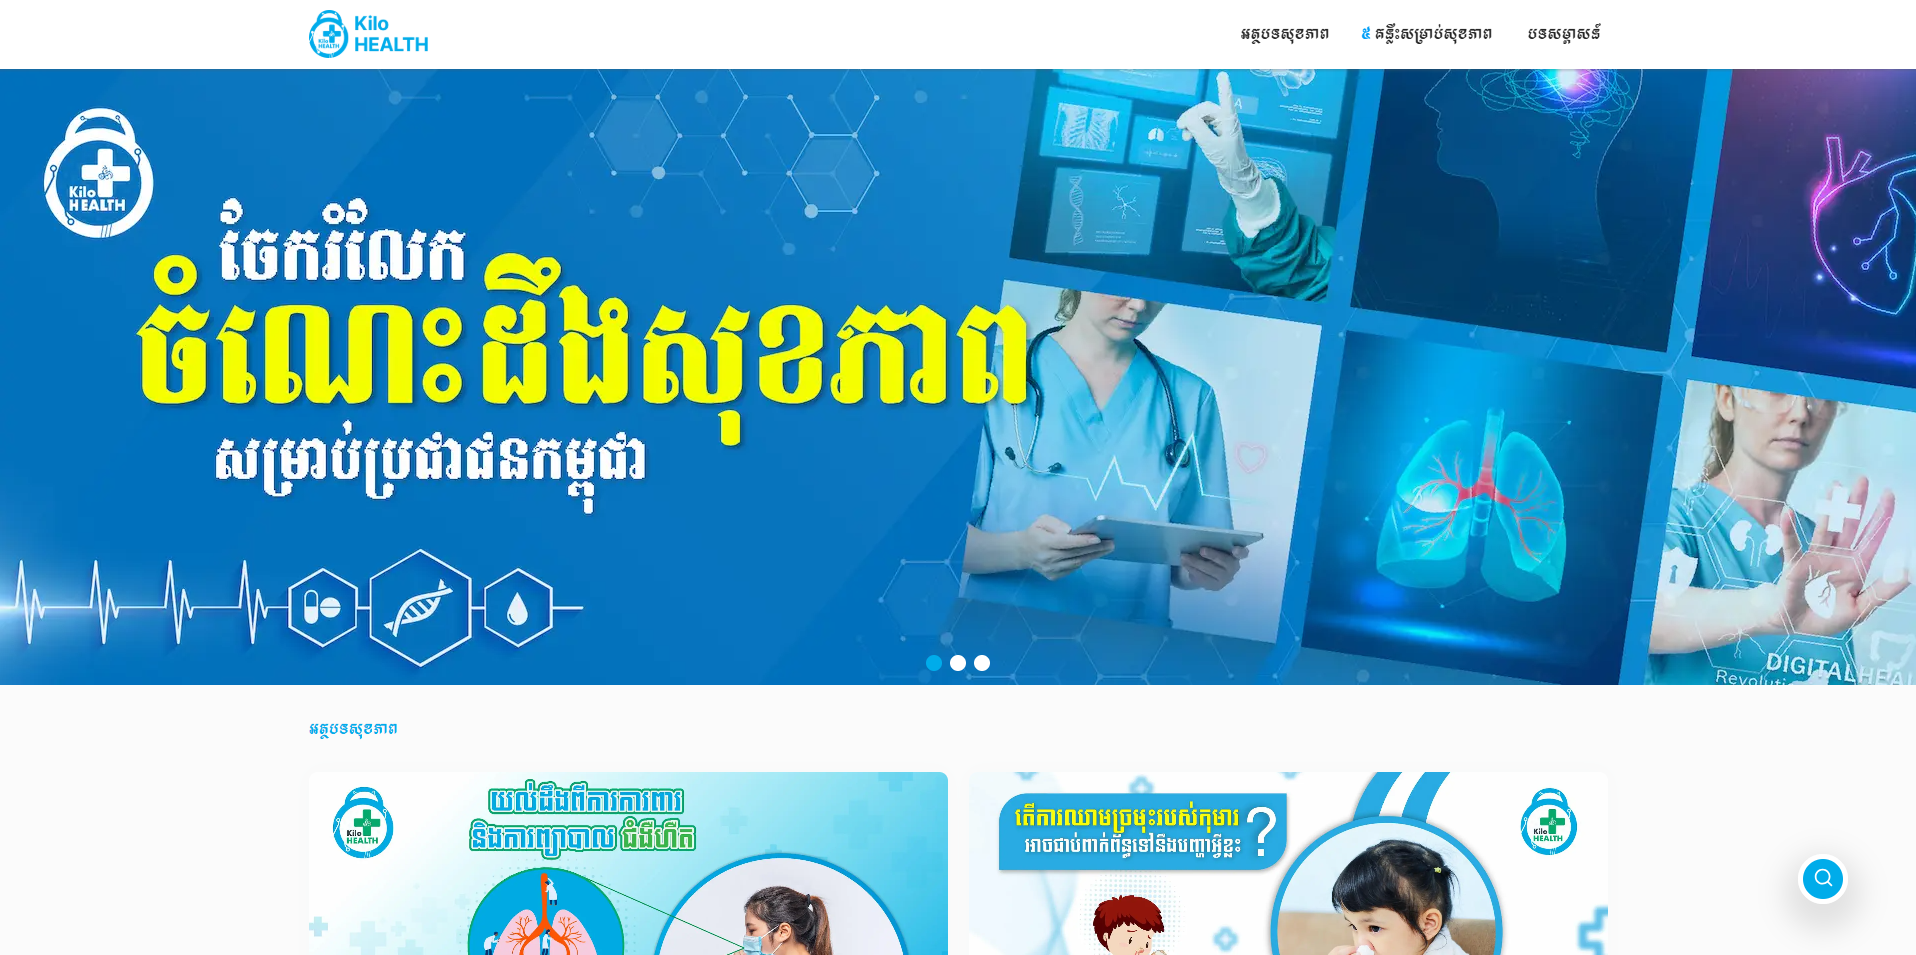 Kilo
HEALTH
អត្ថបទសុខភាព
៥ គន្លឹះសម្រាប់សុខភាព
បទសម្ភាសន៍
Kilo
HEALTH
ចែករំលែក
ចំណេះដឹងសុខភាព
សម្រាប់ប្រជាជនកម្ពុជា
A
DIGITAL HEAL
អត្ថបទសុខភាព
Kilo
HEALTH
យល់ដឹងពីការការពារ
និងការព្យាបាល ជំងឺហឺត
តើការឈាមច្រមុះរបស់កុមារ
អាចជាប់ពាក់ព័ន្ធទៅនឹងបញ្ហាអ្វីខ្លះ ?
Kilo
HEALTH